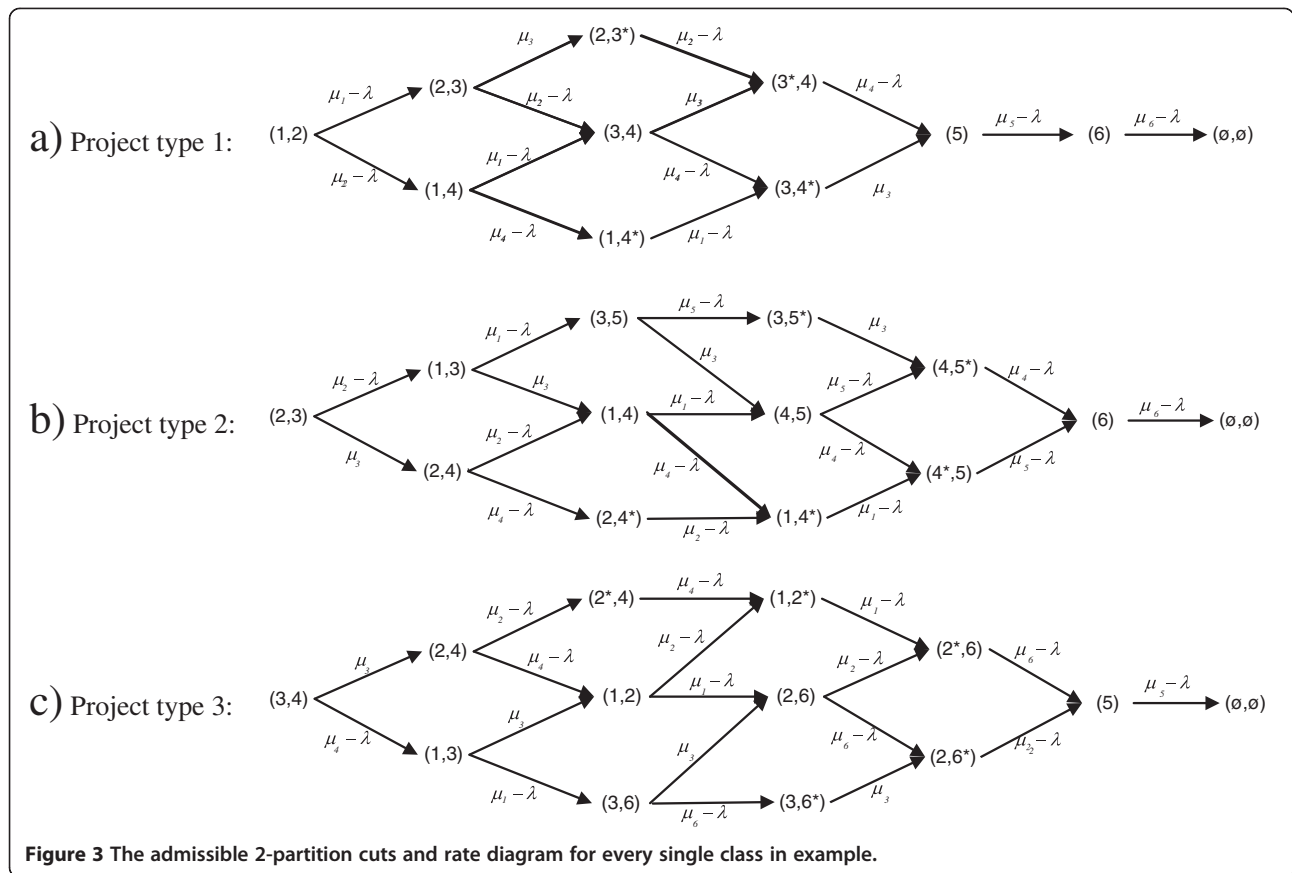 μ₃ (2,3*) μ₂ – λ
μ₁ – λ (2,3) μ₂ – λ μ₃ (3*,4) μ₄ – λ
a) Project type 1: (1,2) (3,4) (5) μ₅ – λ (6) μ₆ – λ (ø,ø)
μ₂ – λ (1,4) μ₁ – λ μ₄ – λ (3,4*) μ₃
μ₄ – λ (1,4*) μ₁ – λ
μ₁ – λ (3,5) μ₅ – λ (3,5*) μ₃
μ₂ – λ (1,3) μ₃ μ₃ μ₅ – λ (4,5*) μ₄ – λ
b) Project type 2: (2,3) (1,4) μ₁ – λ (4,5) (6) μ₆ – λ (ø,ø)
μ₃ (2,4) μ₂ – λ μ₄ – λ μ₄ – λ (4*,5) μ₅ – λ
μ₄ – λ (2,4*) μ₂ – λ (1,4*) μ₁ – λ
μ₂ – λ (2*,4) μ₄ – λ (1,2*) μ₁ – λ
μ₃ (2,4) μ₄ – λ μ₂ – λ μ₂ – λ (2*,6) μ₆ – λ
c) Project type 3: (3,4) (1,2) μ₁ – λ (2,6) (5) μ₅ – λ (ø,ø)
μ₄ – λ (1,3) μ₃ μ₃ μ₆ – λ (2,6*) μ₂₂ – λ
μ₁ – λ (3,6) μ₆ – λ (3,6*) μ₃
Figure 3 The admissible 2-partition cuts and rate diagram for every single class in example.